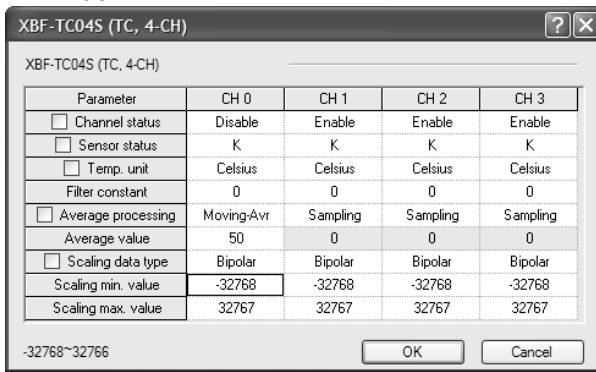 XBF-TC04S (TC, 4-CH)
XBF-TC04S (TC, 4-CH)
Parameter CH 0 CH 1 CH 2 CH 3
Channel status Disable Enable Enable Enable
Sensor status K K K K
Temp. unit Celsius Celsius Celsius Celsius
Filter constant 0 0 0 0
Average processing Moving-Avr Sampling Sampling Sampling
Average value 50 0 0 0
Scaling data type Bipolar Bipolar Bipolar Bipolar
Scaling min. value -32768 -32768 -32768 -32768
Scaling max. value 32767 32767 32767 32767
-32768~32766 OK Cancel